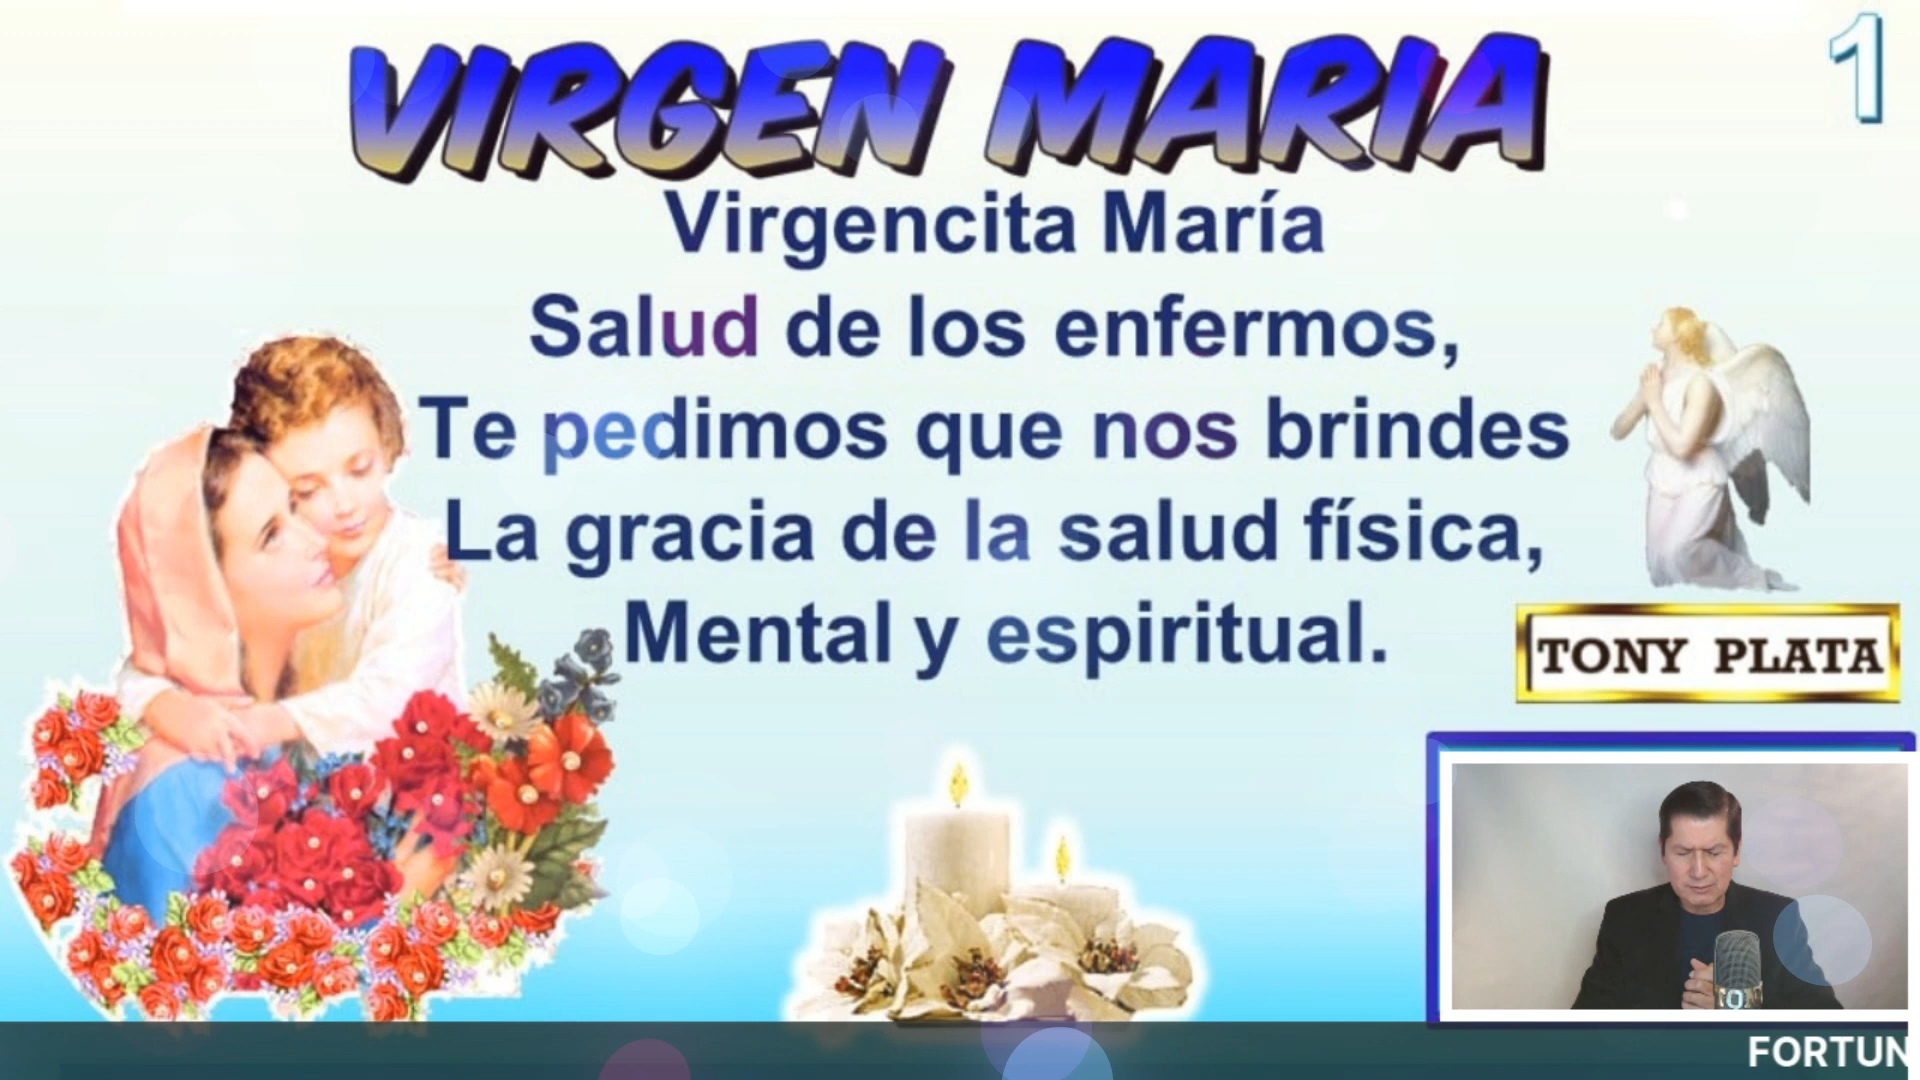 VIRGEN MARIA
1
Virgencita María
Salud de los enfermos,
Te pedimos que nos brindes
La gracia de la salud física,
Mental y espiritual.
TONY PLATA
FORTUN